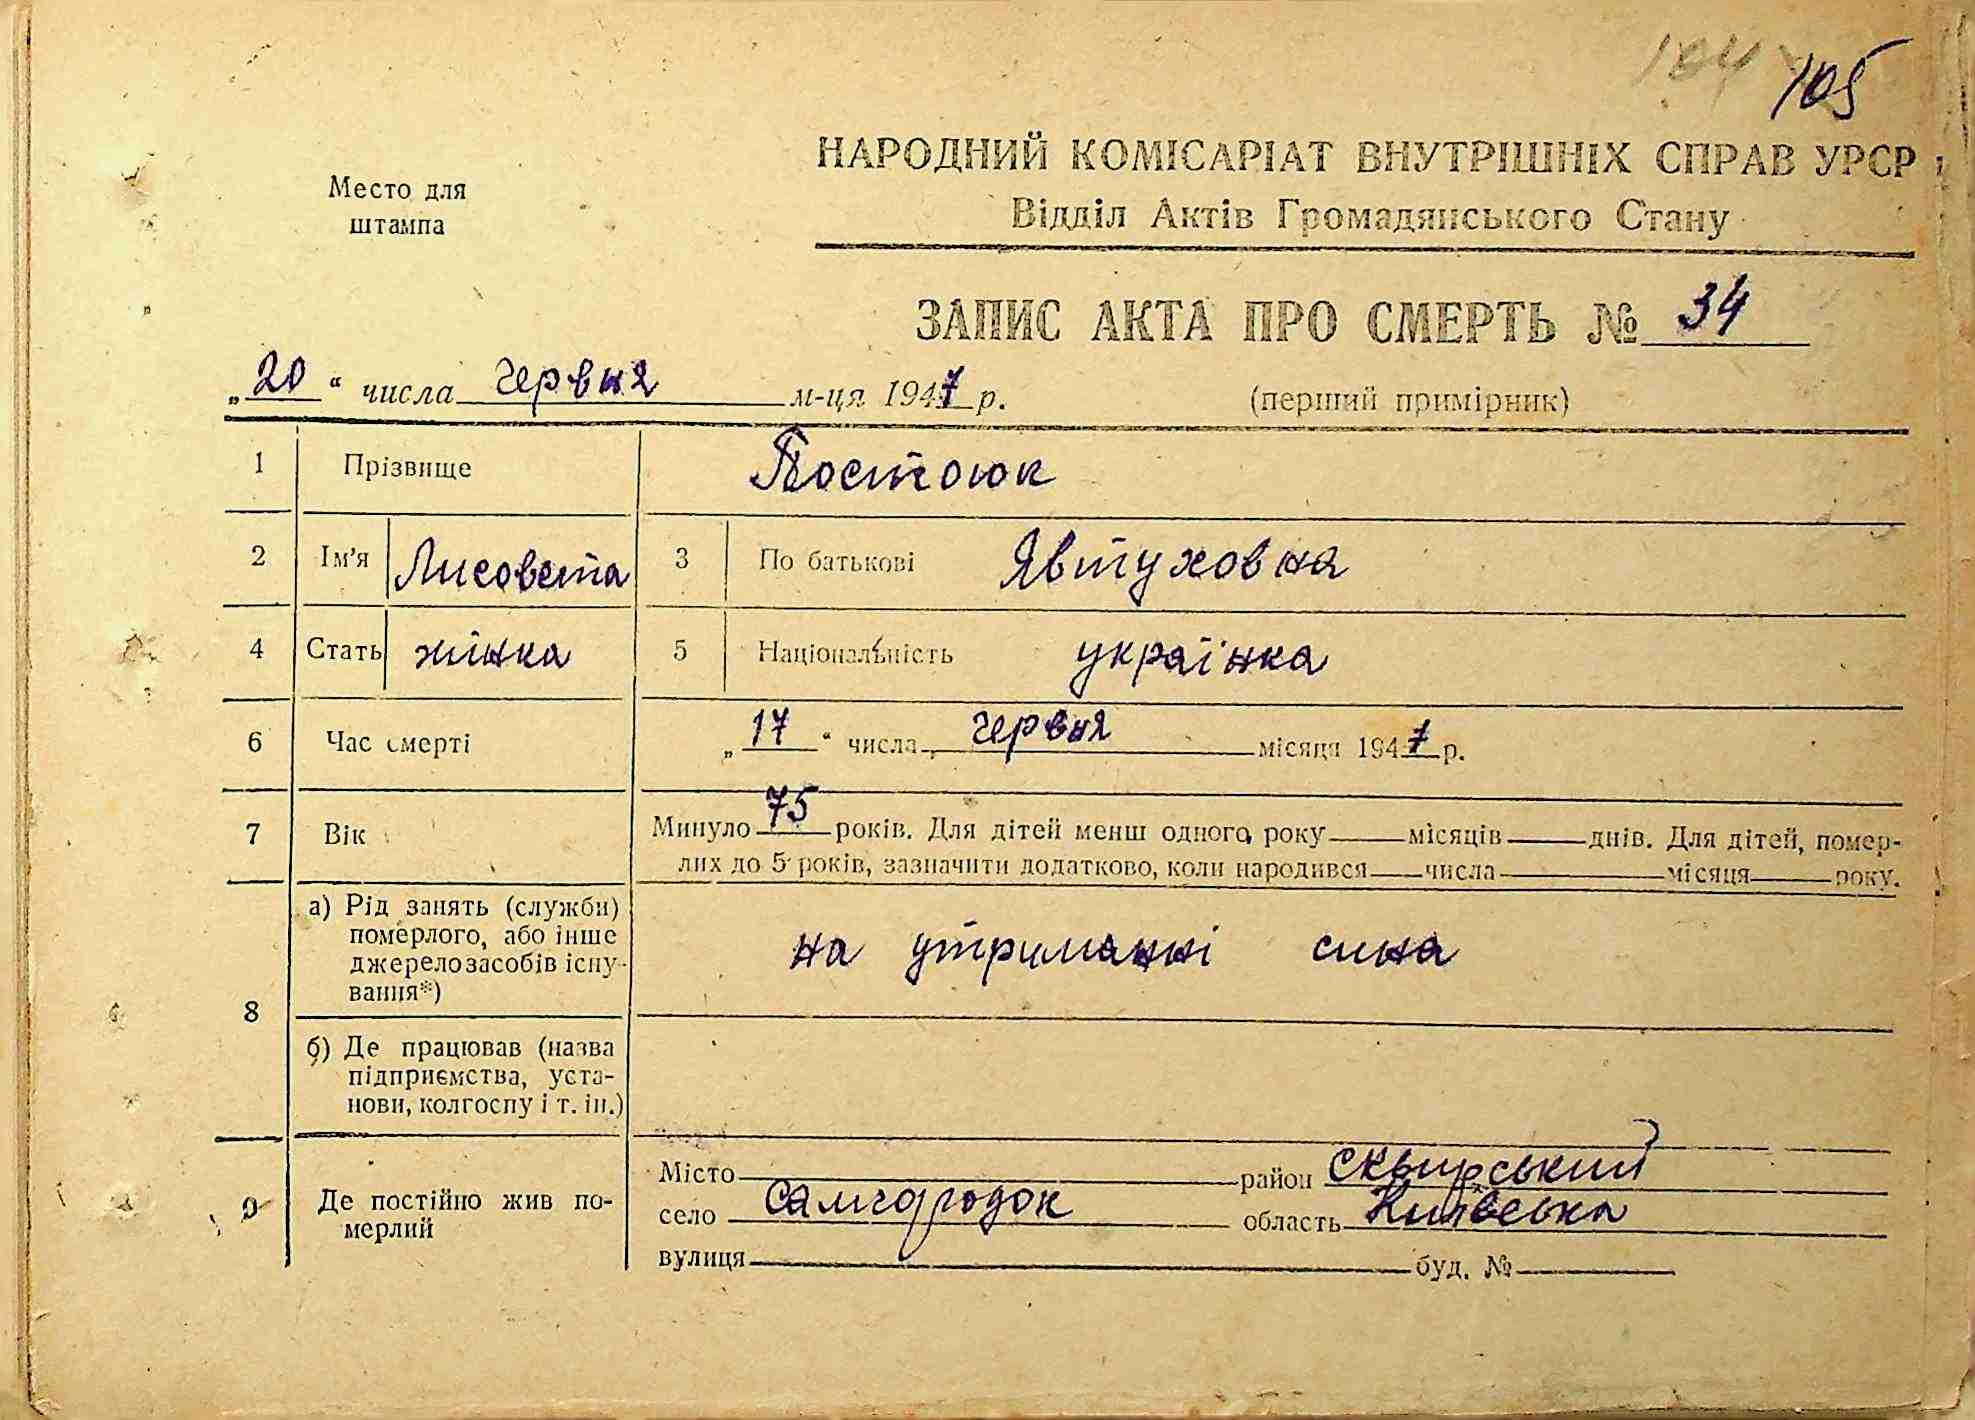 104 105
НАРОДНИЙ КОМІСАРІАТ ВНУТРІШНІХ СПРАВ УРСР
Место для
штампа
Відділ Актів Громадянського Стану
ЗАПИС АКТА ПРО СМЕРТЬ № 34
„20“ числа червня м-ця 1947 р. (перший примірник)
1 Прізвище Постоюк
2 Ім'я Лисовета 3 По батькові Явтуховна
4 Стать жінка 5 Національність українка
6 Час смерті „17“ числа червня місяця 1947 р.
7 Вік Минуло 75 років. Для дітей менш одного року місяців днів. Для дітей, помер-
лих до 5 років, зазначити додатково, коли народився числа місяця року.
8 а) Рід занять (служби)
померлого, або інше
джерело засобів існу-
вання*)
на утриманні сина
б) Де працював (назва
підприємства, уста-
нови, колгоспу і т. ін.)
9 Де постійно жив по-
мерлий
Місто район Сквирський
село Самгородок область Київська
вулиця буд. №